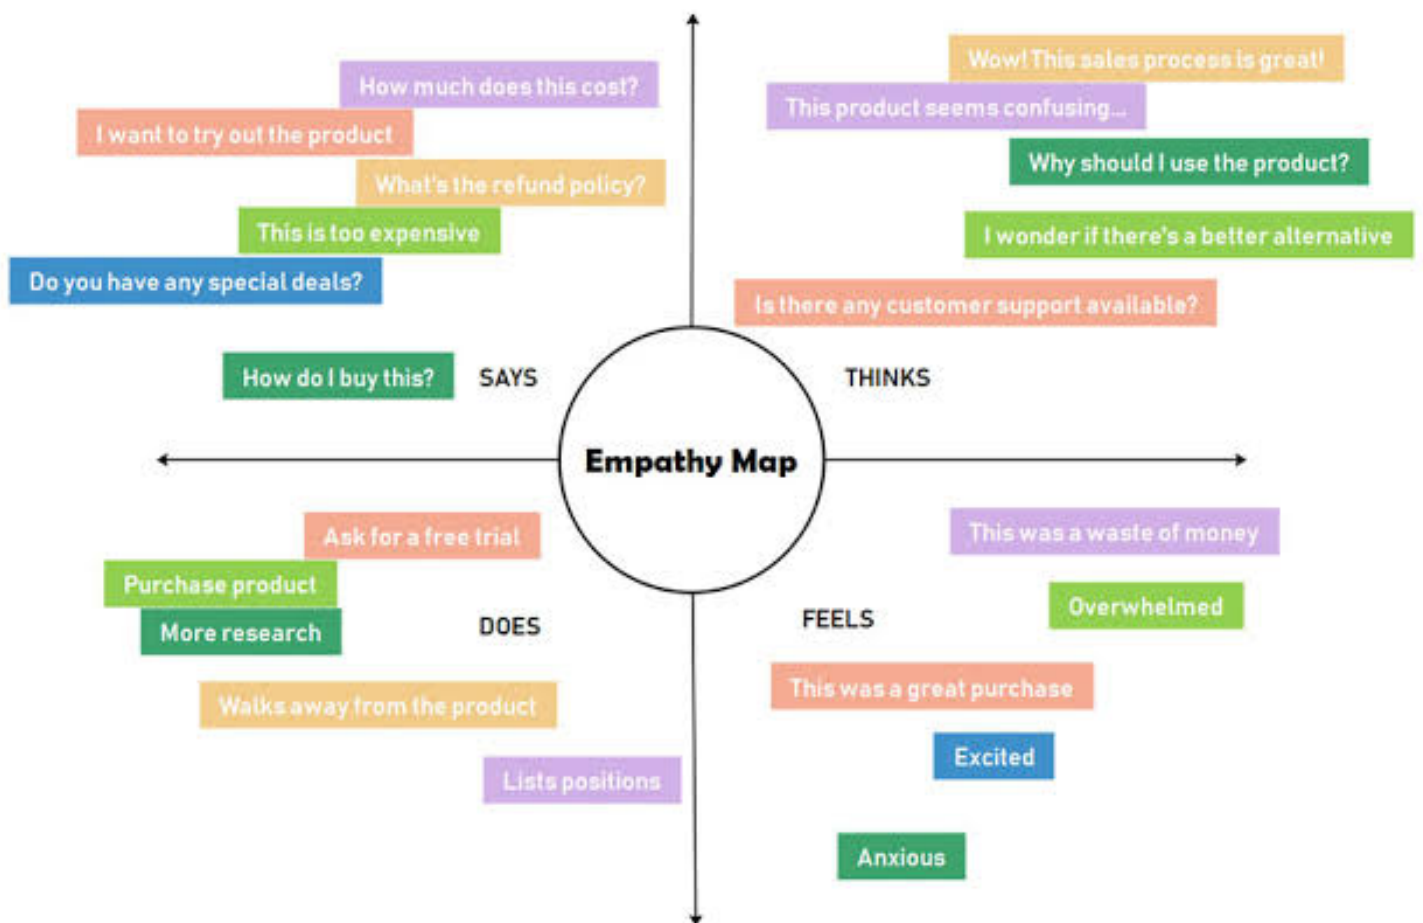 How much does this cost?
I want to try out the product
What's the refund policy?
This is too expensive
Do you have any special deals?
How do I buy this?
SAYS
Wow! This sales process is great!
This product seems confusing...
Why should I use the product?
I wonder if there's a better alternative
Is there any customer support available?
THINKS
Empathy Map
Ask for a free trial
Purchase product
More research
DOES
Walks away from the product
Lists positions
This was a waste of money
Overwhelmed
FEELS
This was a great purchase
Excited
Anxious